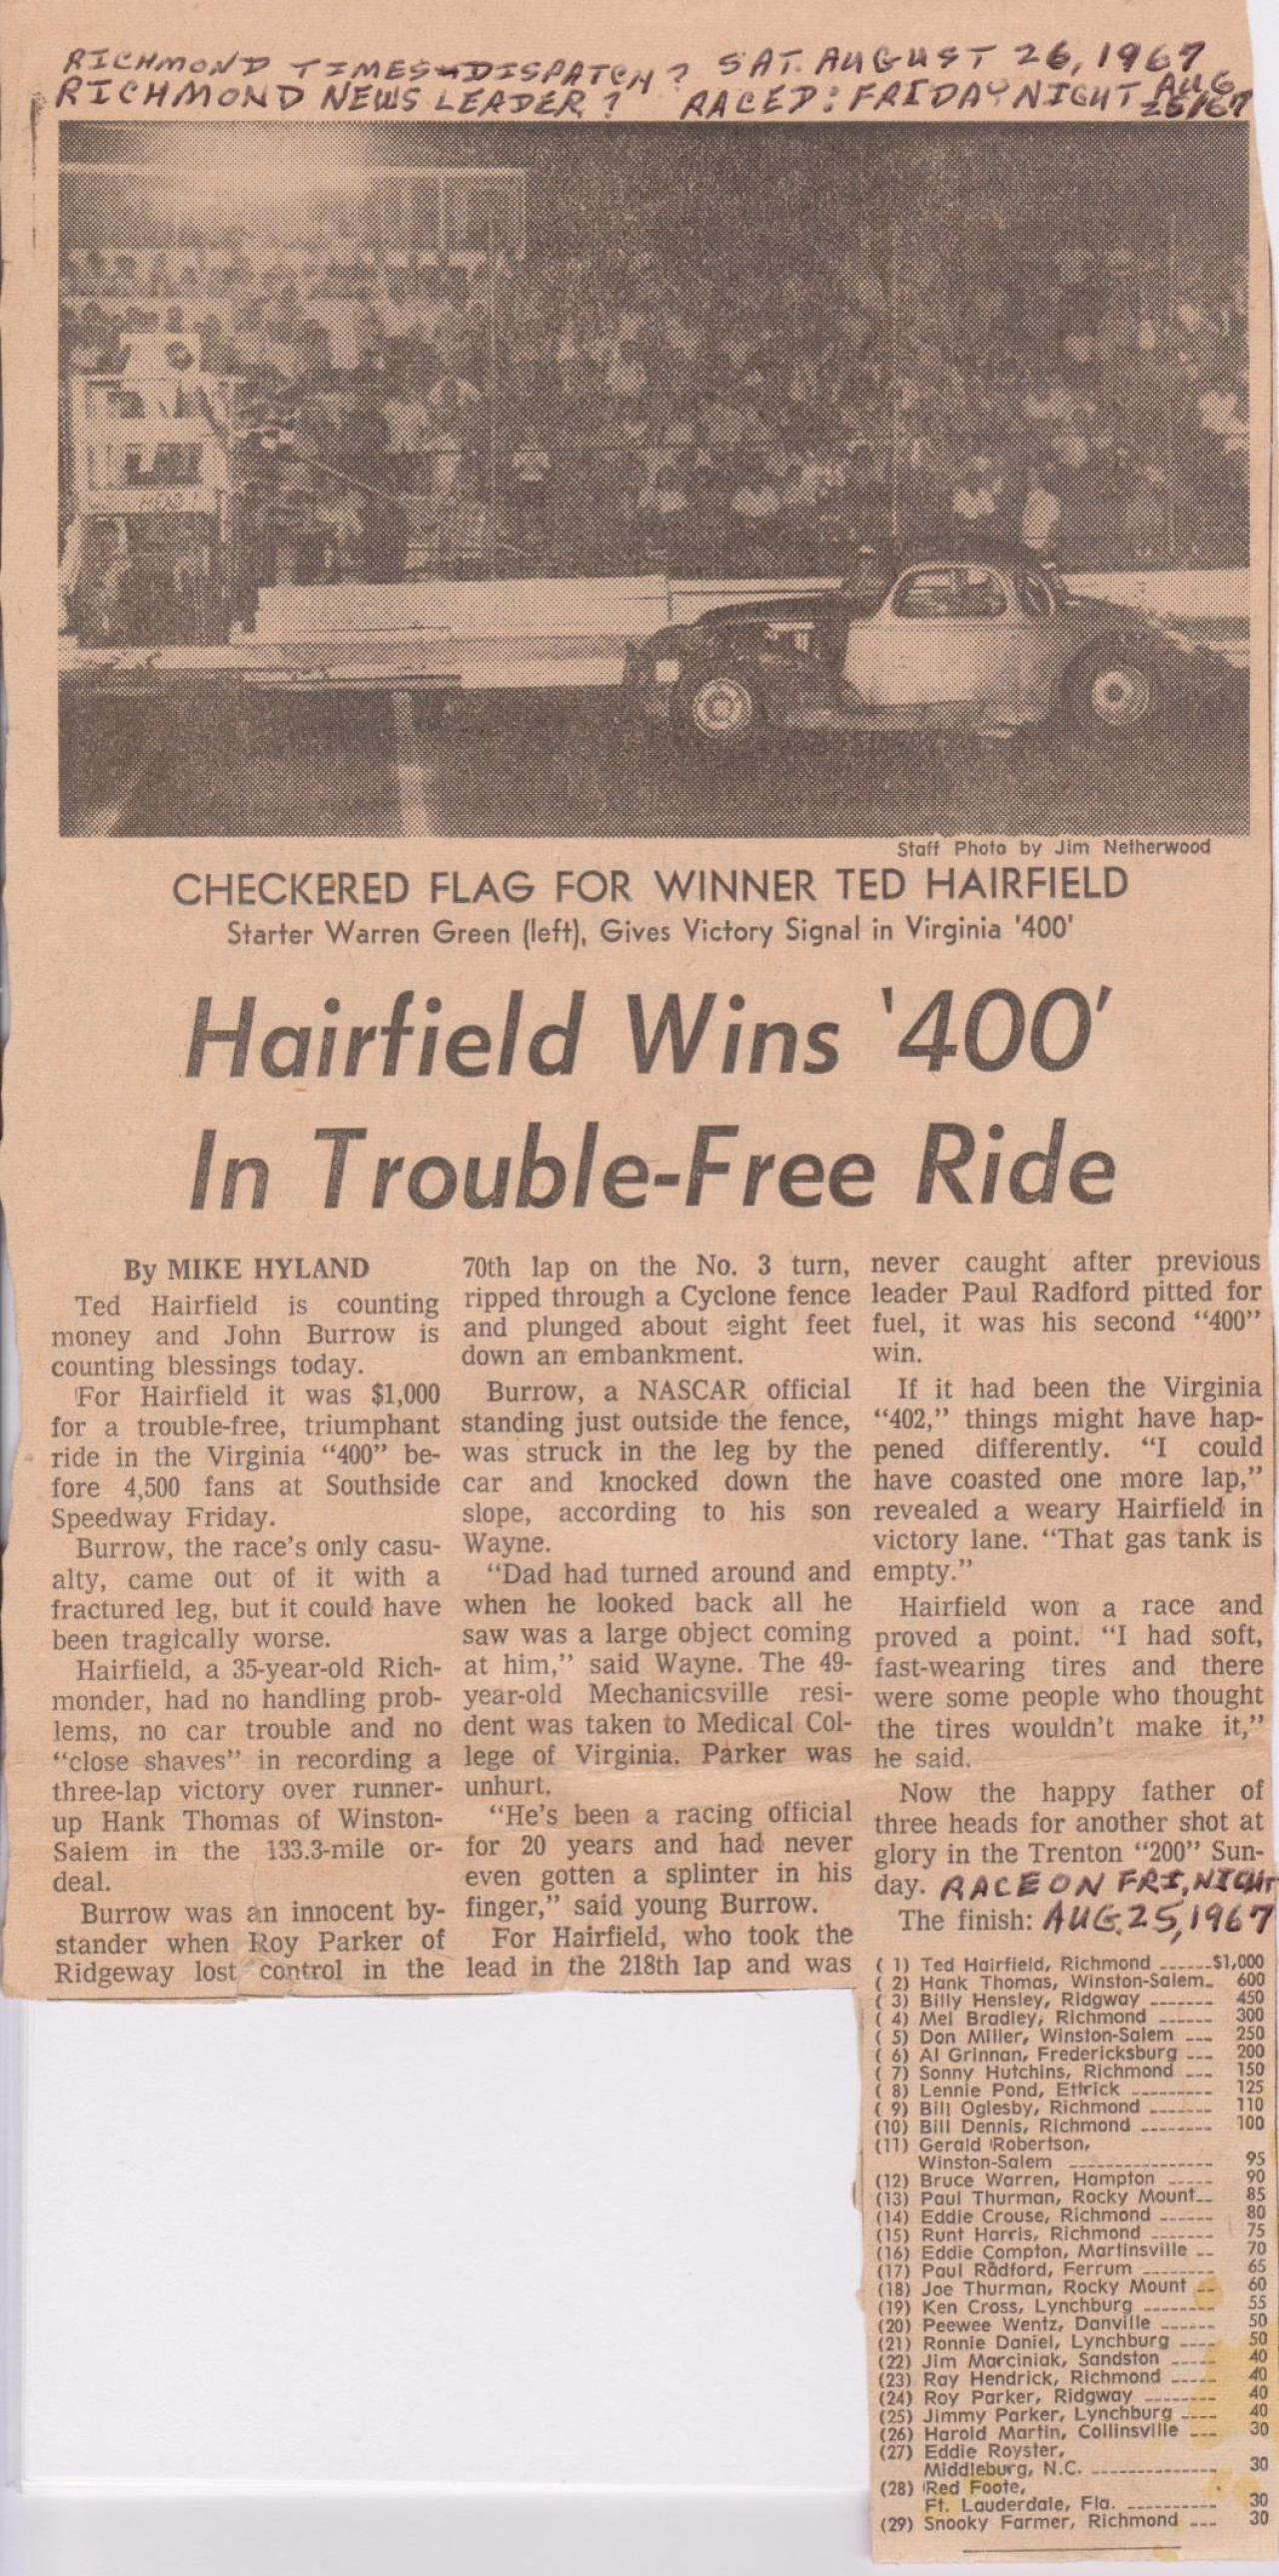 RICHMOND TIMES-DISPATCH? SAT. AUGUST 26, 1967
RICHMOND NEWS LEADER? RACED: FRIDAY NIGHT AUG 25/67
Staff Photo by Jim Netherwood
CHECKERED FLAG FOR WINNER TED HAIRFIELD
Starter Warren Green (left), Gives Victory Signal in Virginia '400'
Hairfield Wins '400'
In Trouble-Free Ride
By MIKE HYLAND
Ted Hairfield is counting
money and John Burrow is
counting blessings today.
For Hairfield it was $1,000
for a trouble-free, triumphant
ride in the Virginia "400" be-
fore 4,500 fans at Southside
Speedway Friday.
Burrow, the race's only casu-
alty, came out of it with a
fractured leg, but it could have
been tragically worse.
Hairfield, a 35-year-old Rich-
monder, had no handling prob-
lems, no car trouble and no
"close shaves" in recording a
three-lap victory over runner-
up Hank Thomas of Winston-
Salem in the 133.3-mile or-
deal.
Burrow was an innocent by-
stander when Roy Parker of
Ridgeway lost control in the
70th lap on the No. 3 turn,
ripped through a Cyclone fence
and plunged about eight feet
down an embankment.
Burrow, a NASCAR official
standing just outside the fence,
was struck in the leg by the
car and knocked down the
slope, according to his son
Wayne.
"Dad had turned around and
when he looked back all he
saw was a large object coming
at him," said Wayne. The 49-
year-old Mechanicsville resi-
dent was taken to Medical Col-
lege of Virginia. Parker was
unhurt.
"He's been a racing official
for 20 years and had never
even gotten a splinter in his
finger," said young Burrow.
For Hairfield, who took the
lead in the 218th lap and was
never caught after previous
leader Paul Radford pitted for
fuel, it was his second "400"
win.
If it had been the Virginia
"402," things might have hap-
pened differently. "I could
have coasted one more lap,"
revealed a weary Hairfield in
victory lane. "That gas tank is
empty."
Hairfield won a race and
proved a point. "I had soft,
fast-wearing tires and there
were some people who thought
the tires wouldn't make it,"
he said.
Now the happy father of
three heads for another shot at
glory in the Trenton "200" Sun-
day. RACE ON FRI, NIGHT
The finish: AUG. 25, 1967
( 1) Ted Hairfield, Richmond ------$1,000
( 2) Hank Thomas, Winston-Salem- 600
( 3) Billy Hensley, Ridgway ------- 450
( 4) Mel Bradley, Richmond ------ 300
( 5) Don Miller, Winston-Salem --- 250
( 6) Al Grinnan, Fredericksburg --- 200
( 7) Sonny Hutchins, Richmond --- 150
( 8) Lennie Pond, Ettrick --------- 125
( 9) Bill Oglesby, Richmond ------- 110
(10) Bill Dennis, Richmond -------- 100
(11) Gerald Robertson,
Winston-Salem ---------------- 95
(12) Bruce Warren, Hampton ----- 90
(13) Paul Thurman, Rocky Mount-- 85
(14) Eddie Crouse, Richmond ------ 80
(15) Runt Harris, Richmond ------- 75
(16) Eddie Compton, Martinsville -- 70
(17) Paul Radford, Ferrum -------- 65
(18) Joe Thurman, Rocky Mount -- 60
(19) Ken Cross, Lynchburg -------- 55
(20) Peewee Wentz, Danville ------ 50
(21) Ronnie Daniel, Lynchburg ---- 50
(22) Jim Marciniak, Sandston ----- 40
(23) Ray Hendrick, Richmond ----- 40
(24) Roy Parker, Ridgway -------- 40
(25) Jimmy Parker, Lynchburg ---- 40
(26) Harold Martin, Collinsville --- 30
(27) Eddie Royster,
Middleburg, N.C. -------------- 30
(28) Red Foote,
Ft. Lauderdale, Fla. ---------- 30
(29) Snooky Farmer, Richmond --- 30